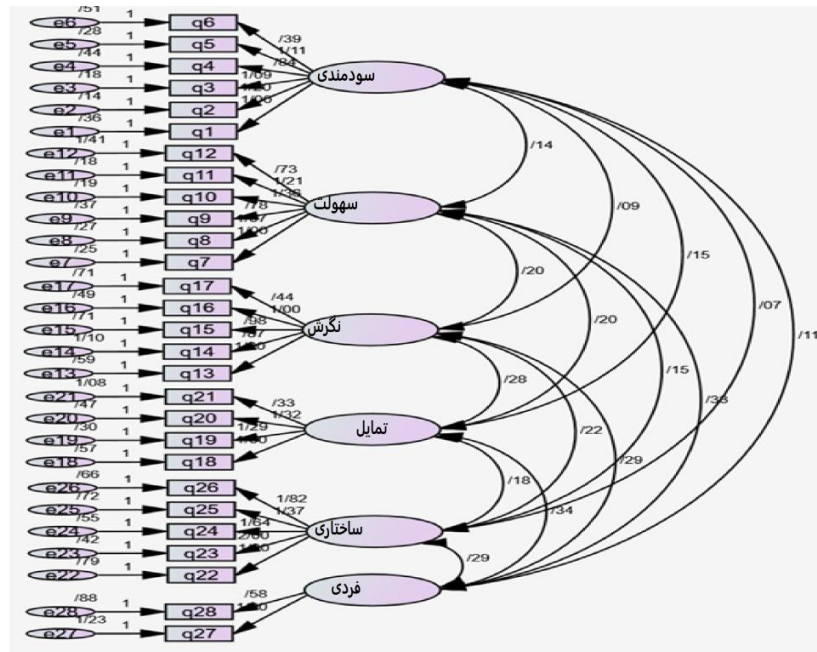 /51 1 e6 q6
/28 1 e5 q5 /39
/44 1 e4 q4 1/11
/18 1 e3 q3 /84 سودمندی
/14 1 e2 q2 1/09
/36 1 e1 q1
1/41 1 e12 q12 /14
/18 1 e11 q11 /73
/19 1 e10 q10 1/21 سهولت
/37 1 e9 q9 /78 /09
/27 1 e8 q8
/25 1 e7 q7 /15
/71 1 e17 q17 /20
/49 1 e16 q16 /44 /07
/71 1 e15 q15 1/00 نگرش /20
1/10 1 e14 q14 /98 /11
/59 1 e13 q13
1/08 1 e21 q21 /28 /15
/47 1 e20 q20 /33
/30 1 e19 q19 1/32 تمایل /22
/57 1 e18 q18 1/29 /29
/66 1 e26 q26 /18
/72 1 e25 q25 1/82 /34
/55 1 e24 q24 1/37 ساختاری
/42 1 e23 q23 1/64
/79 1 e22 q22 /29
/88 1 e28 q28 /58 فردی
1/23 1 e27 q27